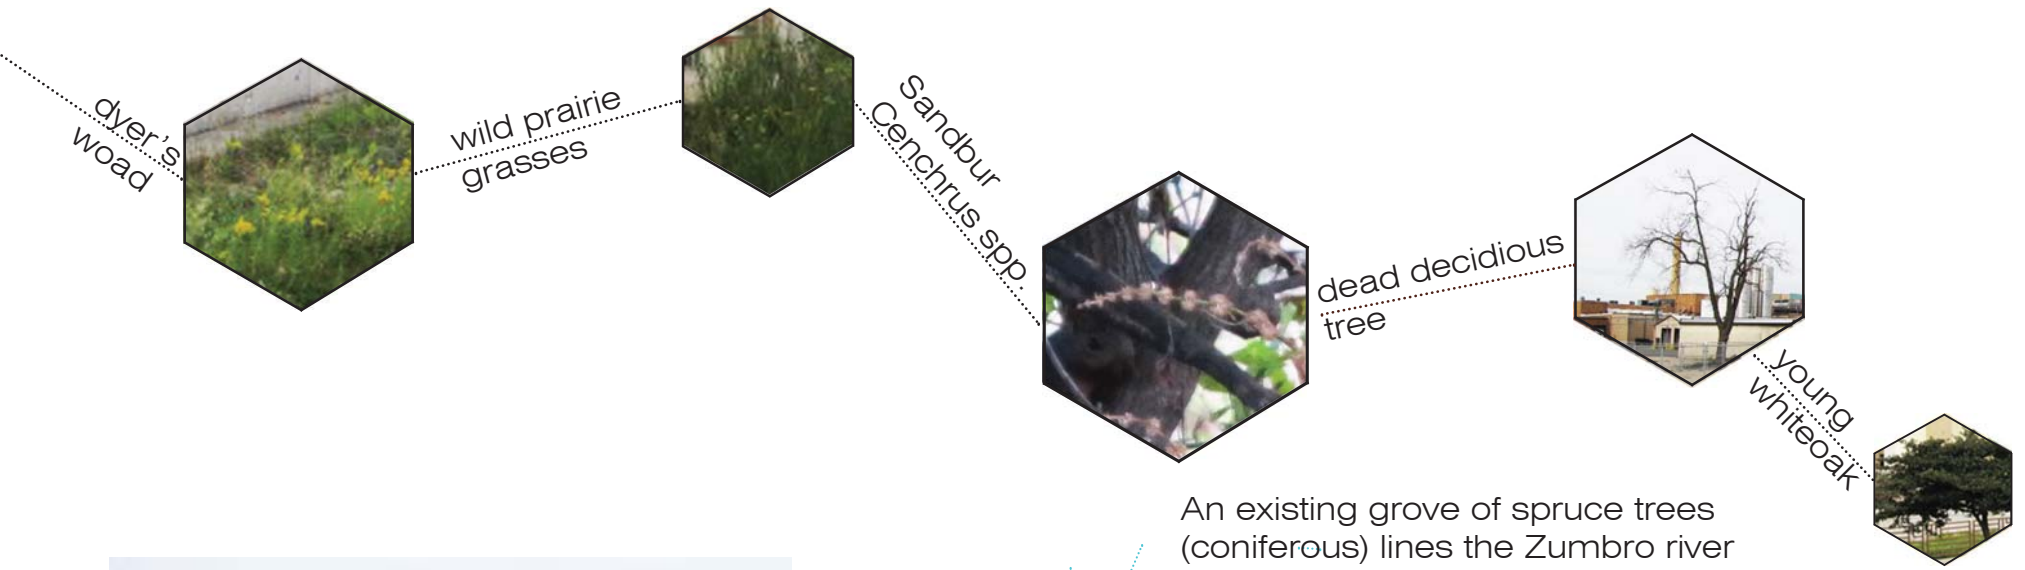 dyer's
woad
wild prairie
grasses
Sandbur
Cenchrus spp.
dead decidious
tree
young
whiteoak
An existing grove of spruce trees
(coniferous) lines the Zumbro river